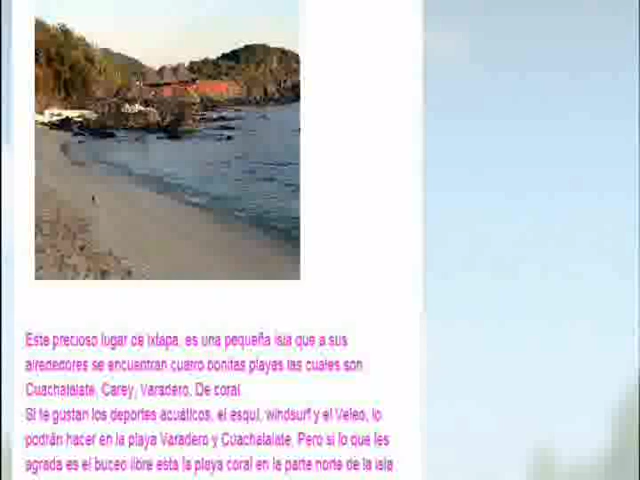 Este precioso lugar de Ixtapa, es una pequeña isla que a sus
alrededores se encuentran cuatro bonitas playas las cuales son
Cuachalalate, Carey, Varadero, De coral
Si te gustan los deportes acuáticos, el esquí, windsurf y el Veleo, lo
podrán hacer en la playa Varadero y Cuachalalate. Pero si lo que les
agrada es el buceo libre esta la playa coral en la parte norte de la isla